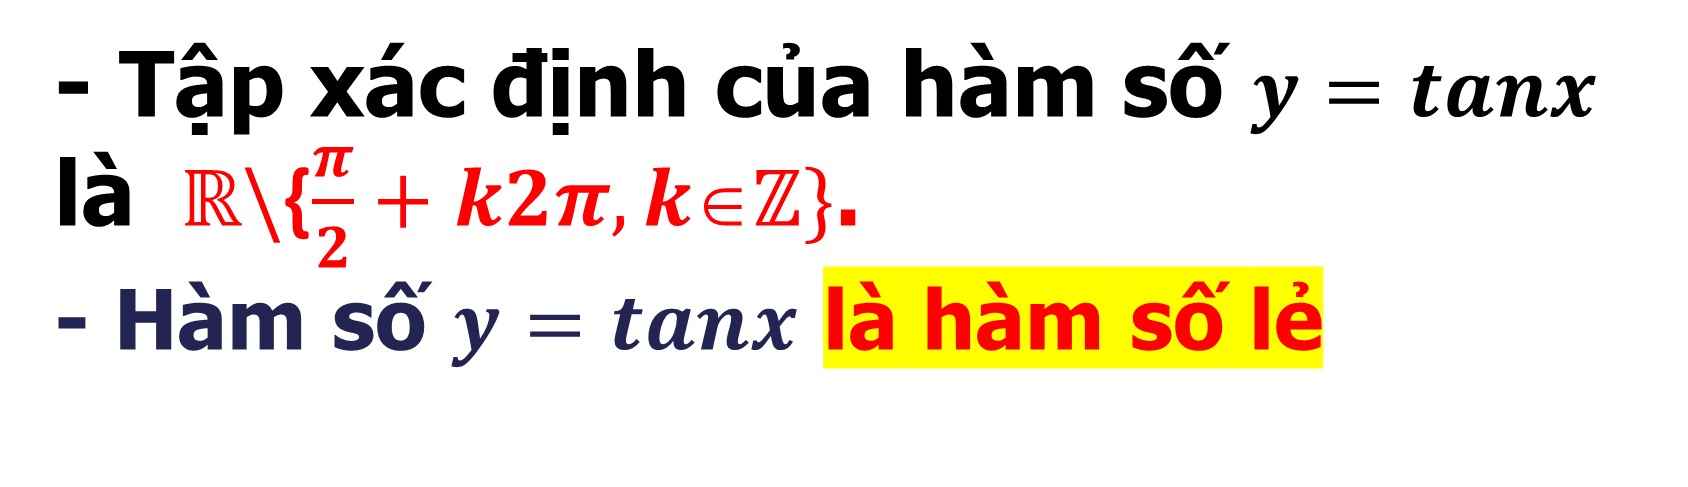 - Tập xác định của hàm số y = tanx
là ℝ\{π/2 + k2π, k∈ℤ}.
- Hàm số y = tanx là hàm số lẻ